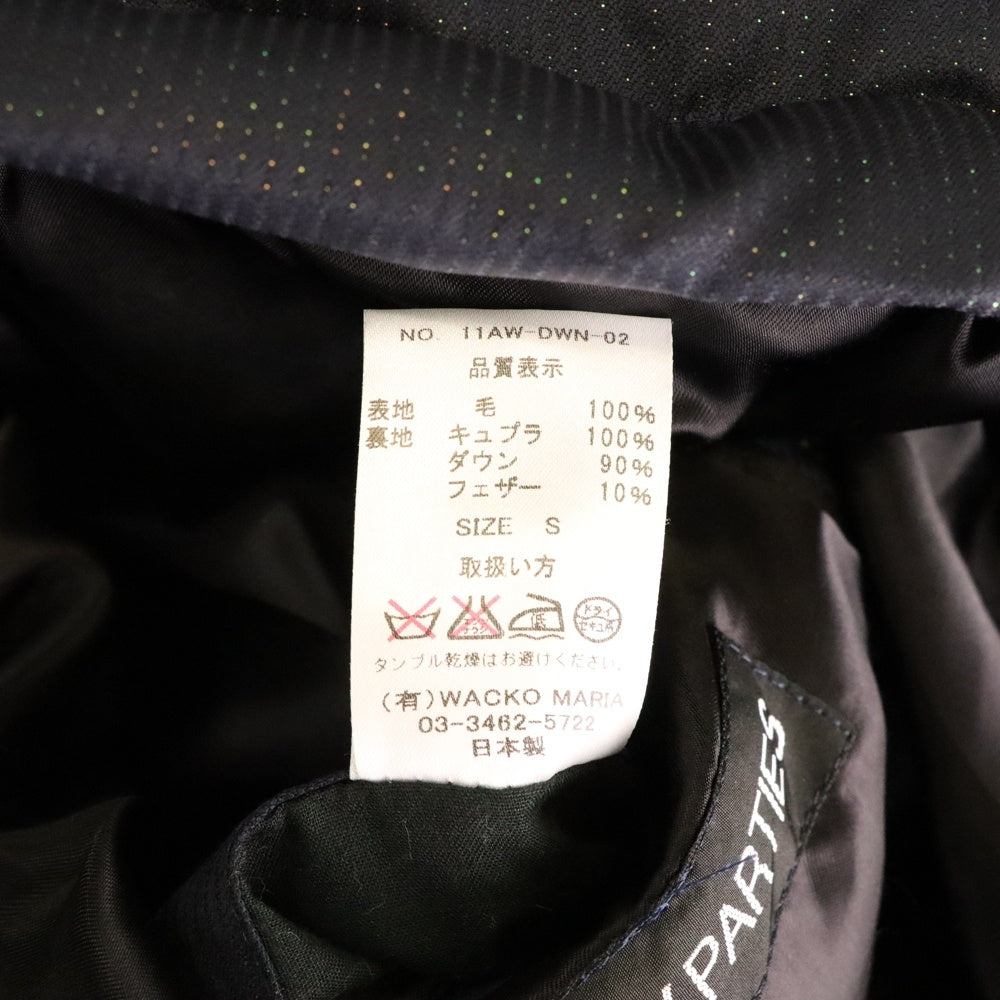 NO. 11AW-DWN-02
品質表示
表地 毛 100%
裏地 キュプラ 100%
ダウン 90%
フェザー 10%
SIZE S
取扱い方
低 ドライ
セキユ系
タンブル乾燥はお避けください。
(有)WACKO MARIA
03-3462-5722
日本製
PARTIES